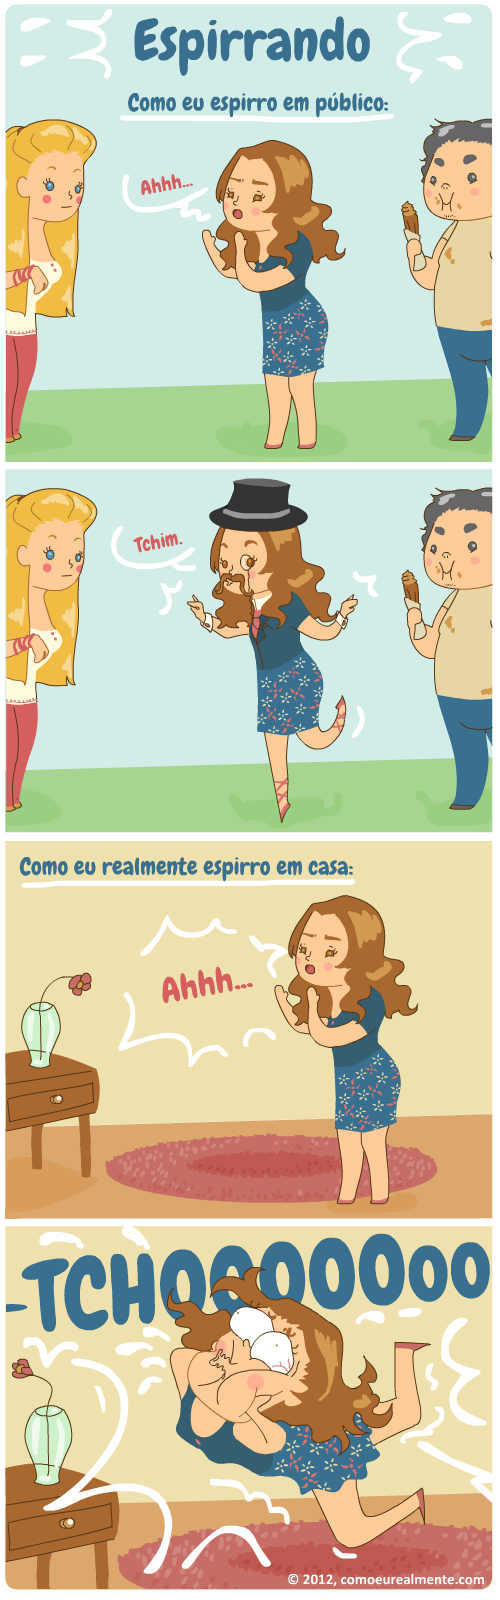 Espirrando
Como eu espirro em público:
Ahhh...
Tchim.
Como eu realmente espirro em casa:
Ahhh...
-TCHOOOOOOOO
© 2012, comoeurealmente.com